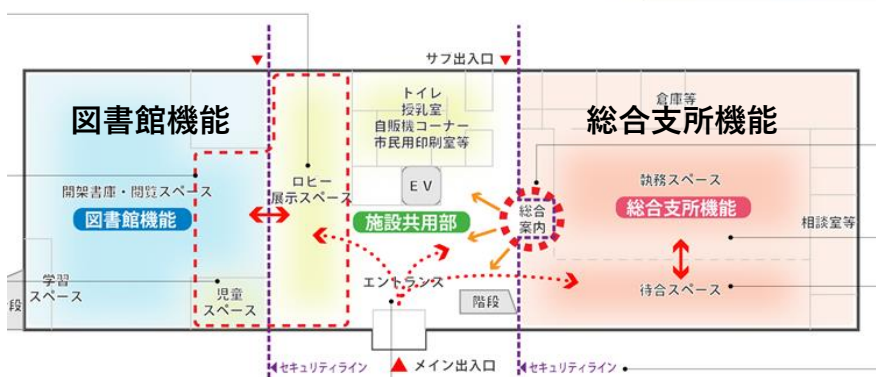 サブ出入口
図書館機能
トイレ
授乳室
自販機コーナー
市民用印刷室等
総合支所機能
倉庫等
開架書庫・閲覧スペース
図書館機能
ロビー
展示スペース
EV
施設共用部
総合
案内
執務スペース
総合支所機能
相談室等
学習
スペース
段
児童
スペース
エントランス
階段
待合スペース
セキュリティライン
メイン出入口
セキュリティライン